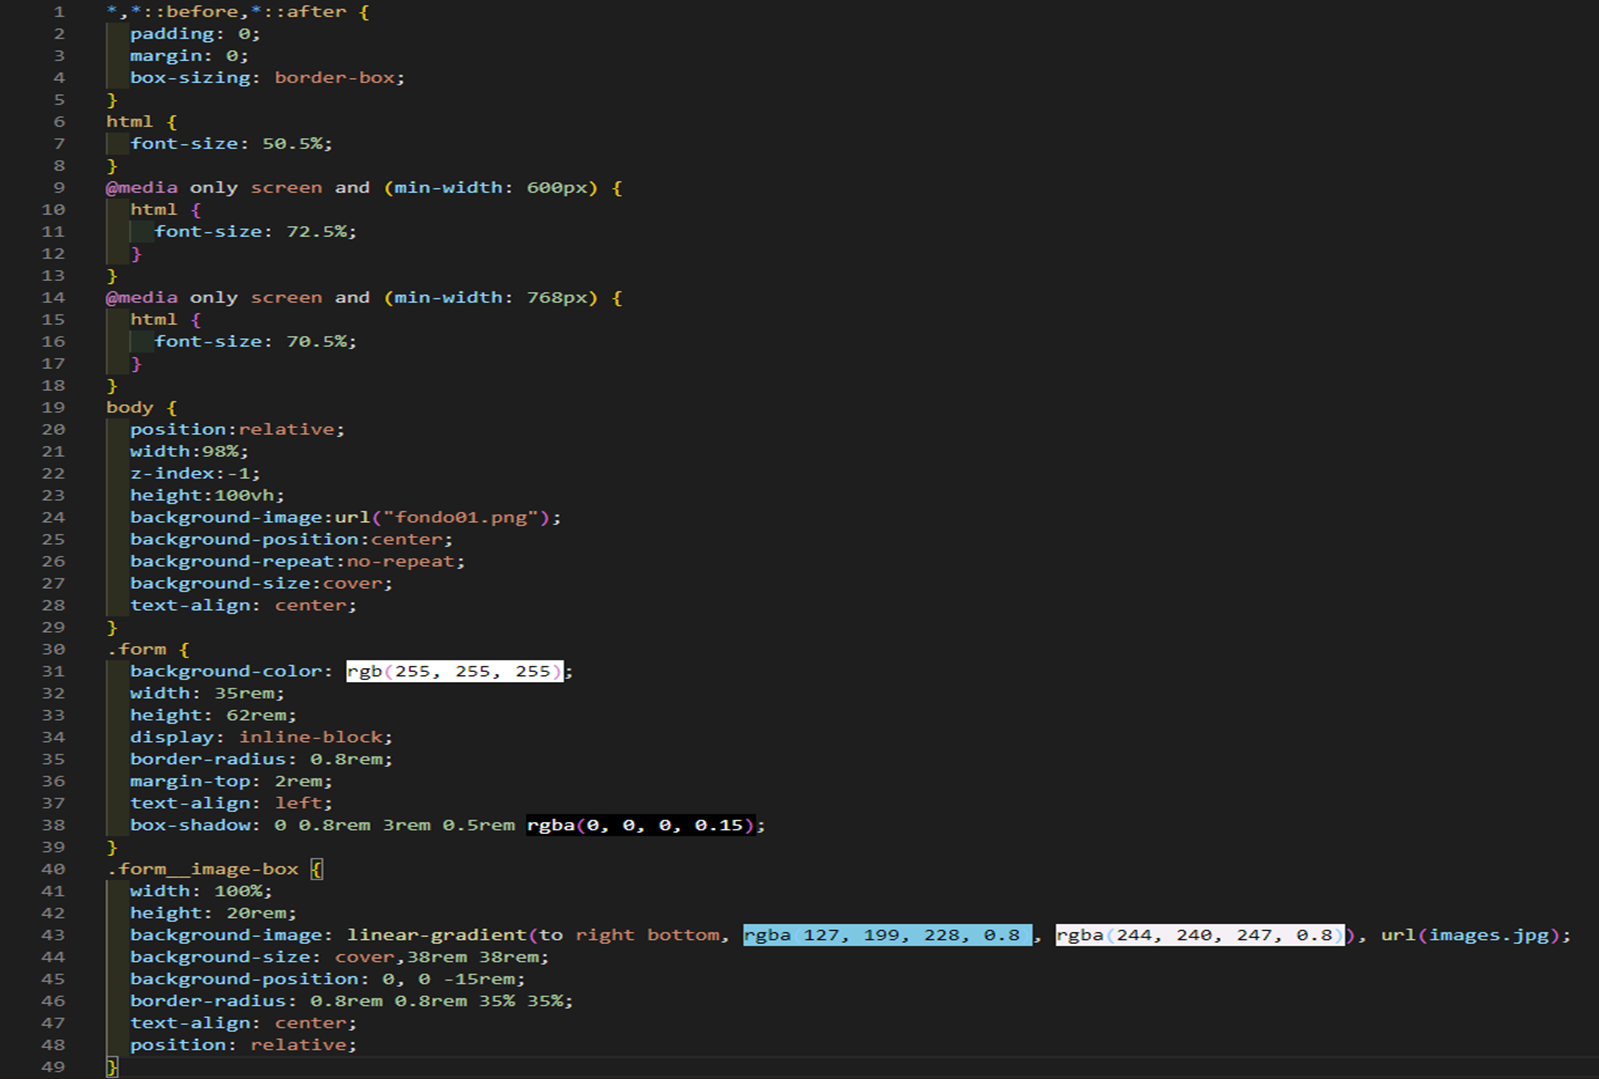 1 *,*::before,*::after {
2 padding: 0;
3 margin: 0;
4 box-sizing: border-box;
5 }
6 html {
7 font-size: 50.5%;
8 }
9 @media only screen and (min-width: 600px) {
10 html {
11 font-size: 72.5%;
12 }
13 }
14 @media only screen and (min-width: 768px) {
15 html {
16 font-size: 70.5%;
17 }
18 }
19 body {
20 position:relative;
21 width:98%;
22 z-index:-1;
23 height:100vh;
24 background-image:url("fondo01.png");
25 background-position:center;
26 background-repeat:no-repeat;
27 background-size:cover;
28 text-align: center;
29 }
30 .form {
31 background-color: rgb(255, 255, 255);
32 width: 35rem;
33 height: 62rem;
34 display: inline-block;
35 border-radius: 0.8rem;
36 margin-top: 2rem;
37 text-align: left;
38 box-shadow: 0 0.8rem 3rem 0.5rem rgba(0, 0, 0, 0.15);
39 }
40 .form__image-box {
41 width: 100%;
42 height: 20rem;
43 background-image: linear-gradient(to right bottom, rgba 127, 199, 228, 0.8 , rgba(244, 240, 247, 0.8)), url(images.jpg);
44 background-size: cover,38rem 38rem;
45 background-position: 0, 0 -15rem;
46 border-radius: 0.8rem 0.8rem 35% 35%;
47 text-align: center;
48 position: relative;
49 }